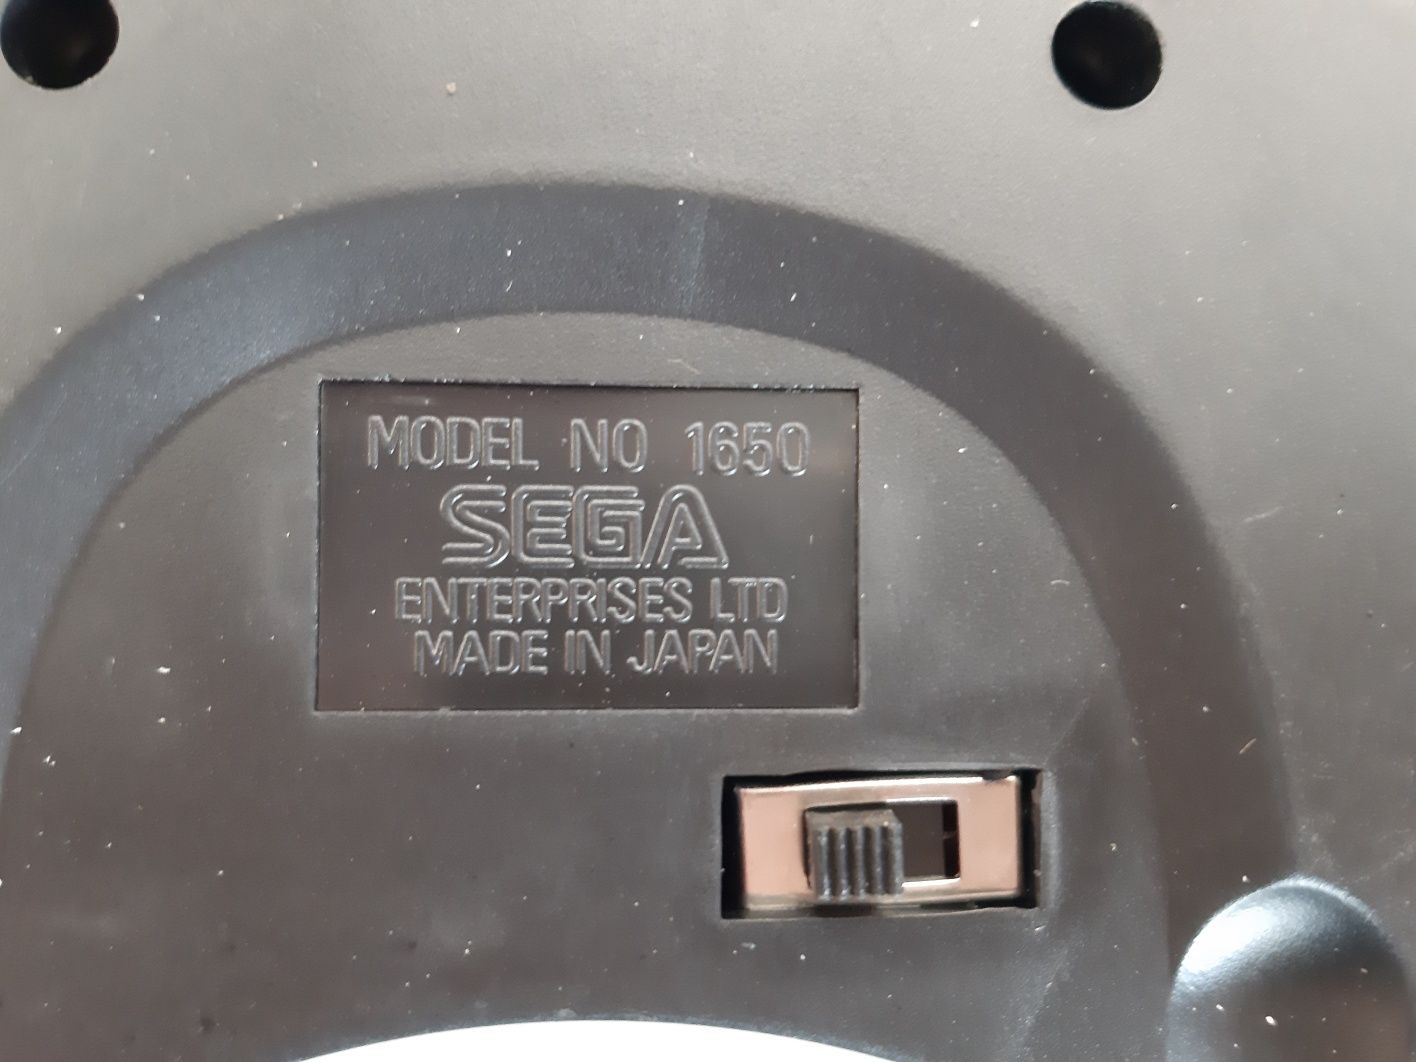 MODEL NO 1650
SEGA
ENTERPRISES LTD
MADE IN JAPAN